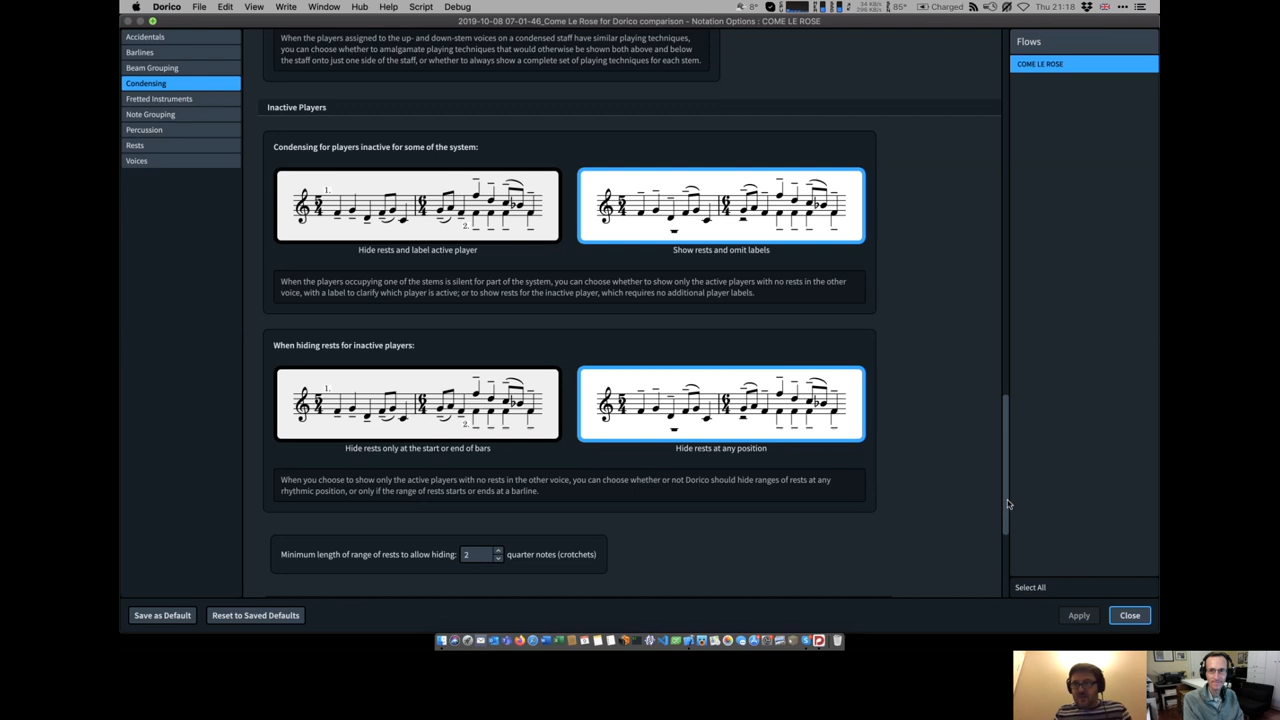 Dorico File Edit View Write Window Hub Help Script Debug
8° 34 KB/s 296 KB/s 85° Charged Thu 21:18
2019-10-08 07-01-46_Come Le Rose for Dorico comparison - Notation Options : COME LE ROSE
Accidentals
Barlines
Beam Grouping
Condensing
Fretted Instruments
Note Grouping
Percussion
Rests
Voices
When the players assigned to the up- and down-stem voices on a condensed staff have similar playing techniques,
you can choose whether to amalgamate playing techniques that would otherwise be shown both above and below
the staff onto just one side of the staff, or whether to always show a complete set of playing techniques for each stem.
Inactive Players
Condensing for players inactive for some of the system:
1.
2.
Hide rests and label active player
Show rests and omit labels
When the players occupying one of the stems is silent for part of the system, you can choose whether to show only the active players with no rests in the other
voice, with a label to clarify which player is active; or to show rests for the inactive player, which requires no additional player labels.
When hiding rests for inactive players:
1.
2.
Hide rests only at the start or end of bars
Hide rests at any position
When you choose to show only the active players with no rests in the other voice, you can choose whether or not Dorico should hide ranges of rests at any
rhythmic position, or only if the range of rests starts or ends at a barline.
Minimum length of range of rests to allow hiding: 2 quarter notes (crotchets)
Flows
COME LE ROSE
Select All
Save as Default
Reset to Saved Defaults
Apply
Close